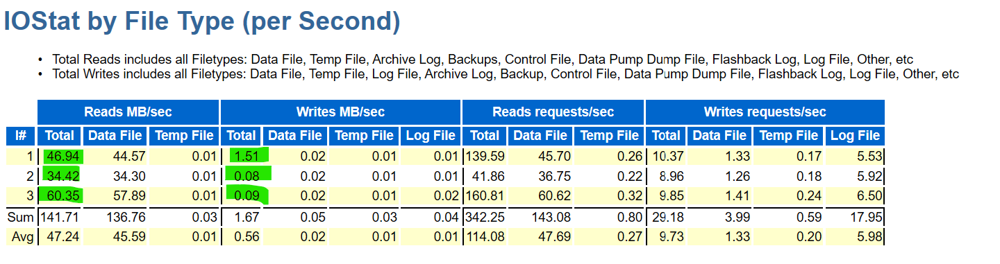 IOStat by File Type (per Second)
• Total Reads includes all Filetypes: Data File, Temp File, Archive Log, Backups, Control File, Data Pump Dump File, Flashback Log, Log File, Other, etc
• Total Writes includes all Filetypes: Data File, Temp File, Log File, Archive Log, Backup, Control File, Data Pump Dump File, Flashback Log, Log File, Other, etc
Reads MB/sec Writes MB/sec Reads requests/sec Writes requests/sec
I# Total Data File Temp File Total Data File Temp File Log File Total Data File Temp File Total Data File Temp File Log File
1 46.94 44.57 0.01 1.51 0.02 0.01 0.01 139.59 45.70 0.26 10.37 1.33 0.17 5.53
2 34.42 34.30 0.01 0.08 0.02 0.01 0.01 41.86 36.75 0.22 8.96 1.26 0.18 5.92
3 60.35 57.89 0.01 0.09 0.02 0.01 0.02 160.81 60.62 0.32 9.85 1.41 0.24 6.50
Sum 141.71 136.76 0.03 1.67 0.05 0.03 0.04 342.25 143.08 0.80 29.18 3.99 0.59 17.95
Avg 47.24 45.59 0.01 0.56 0.02 0.01 0.01 114.08 47.69 0.27 9.73 1.33 0.20 5.98